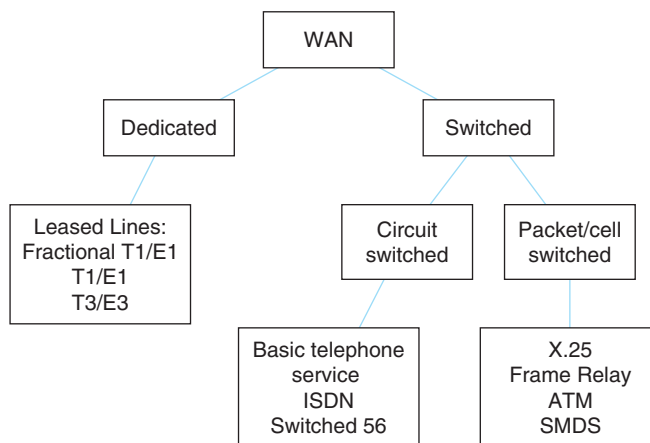 WAN
Dedicated
Switched
Leased Lines:
Fractional T1/E1
T1/E1
T3/E3
Circuit
switched
Packet/cell
switched
Basic telephone
service
ISDN
Switched 56
X.25
Frame Relay
ATM
SMDS